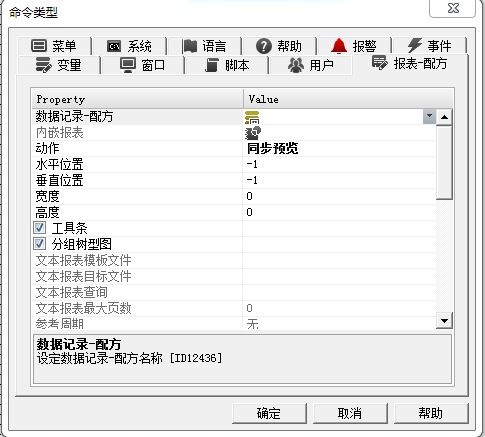 命令类型
菜单 系统 语言 帮助 报警 事件
变量 窗口 脚本 用户 报表-配方
Property Value
数据记录-配方
内嵌报表
动作 同步预览
水平位置 -1
垂直位置 -1
宽度 0
高度 0
工具条
分组树型图
文本报表模板文件
文本报表目标文件
文本报表查询
文本报表最大页数 0
参考周期 无
数据记录-配方
设定数据记录-配方名称 [ID12436]
确定 取消 帮助